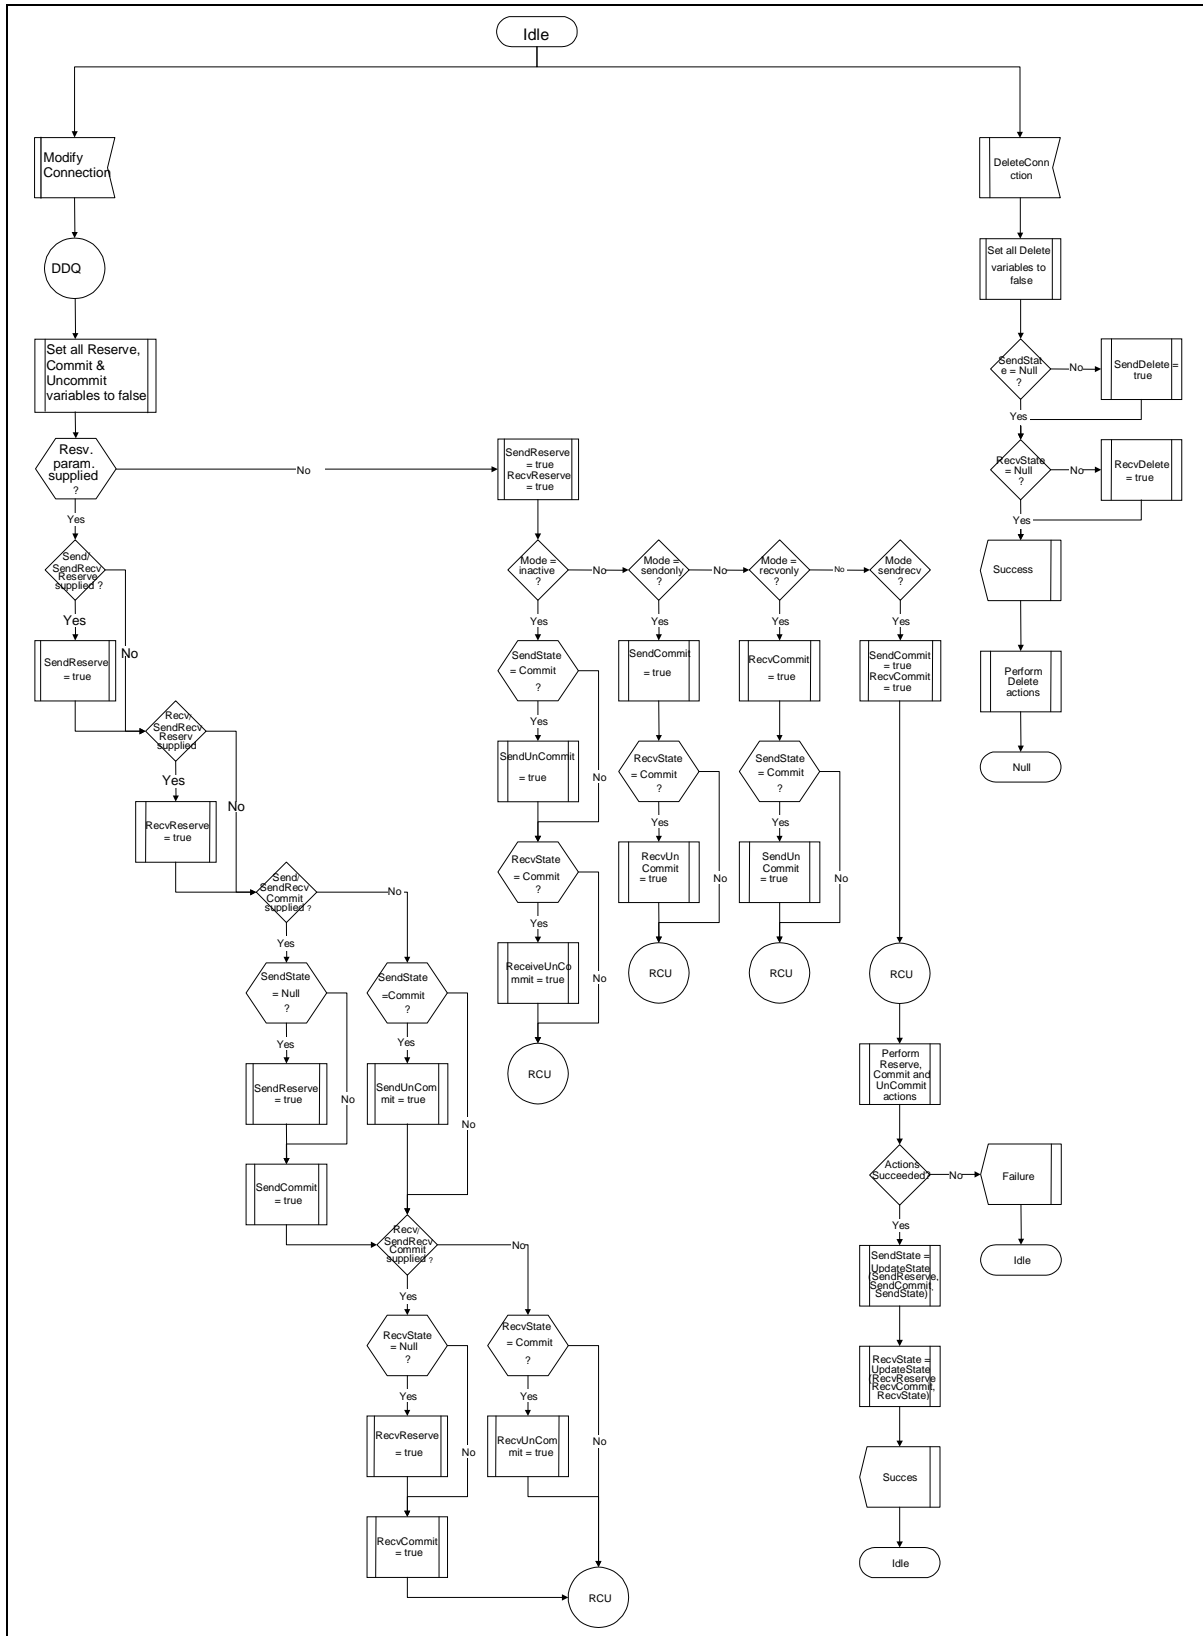 Idle
Modify
Connection
DDQ
Set all Reserve,
Commit &
Uncommit
variables to false
Resv.
param.
supplied
?
No
Yes
Send/
SendRecv
Reserve
supplied ?
Yes
No
SendReserve
= true
Recv/
SendRecv
Reserv
supplied
Yes
No
RecvReserve
= true
Send/
SendRecv
Commit
supplied ?
No
Yes
SendState
= Null
?
Yes
No
SendReserve
= true
SendCommit
= true
SendState
=Commit
?
Yes
No
SendUnCom
mit = true
Recv/
SendRecv
Commit
supplied ?
No
Yes
RecvState
= Null
?
Yes
No
RecvReserve
= true
RecvCommit
= true
RecvState
= Commit
?
Yes
No
RecvUnCom
mit = true
RCU
SendReserve
= true
RecvReserve
= true
Mode =
inactive
?
No
Yes
SendState
= Commit
?
Yes
No
SendUnCommit
= true
RecvState
= Commit
?
Yes
No
ReceiveUnCo
mmit = true
RCU
Mode =
sendonly
?
No
Yes
SendCommit
= true
RecvState
= Commit
?
Yes
No
RecvUn
Commit
= true
RCU
Mode =
recvonly
?
No
Yes
RecvCommit
= true
SendState
= Commit
?
Yes
No
SendUn
Commit
= true
RCU
Mode
sendrecv
?
Yes
SendCommit
= true
RecvCommit
= true
RCU
Perform
Reserve,
Commit and
UnCommit
actions
Actions
Succeeded?
No
Failure
Idle
Yes
SendState =
UpdateState
(SendReserve,
SendCommit,
SendState)
RecvState =
UpdateState
(RecvReserve
RecvCommit,
RecvState)
Succes
Idle
DeleteConn
ction
Set all Delete
variables to
false
SendStat
e = Null
?
No
SendDelete =
true
Yes
RecvState
= Null
?
No
RecvDelete
= true
Yes
Success
Perform
Delete
actions
Null